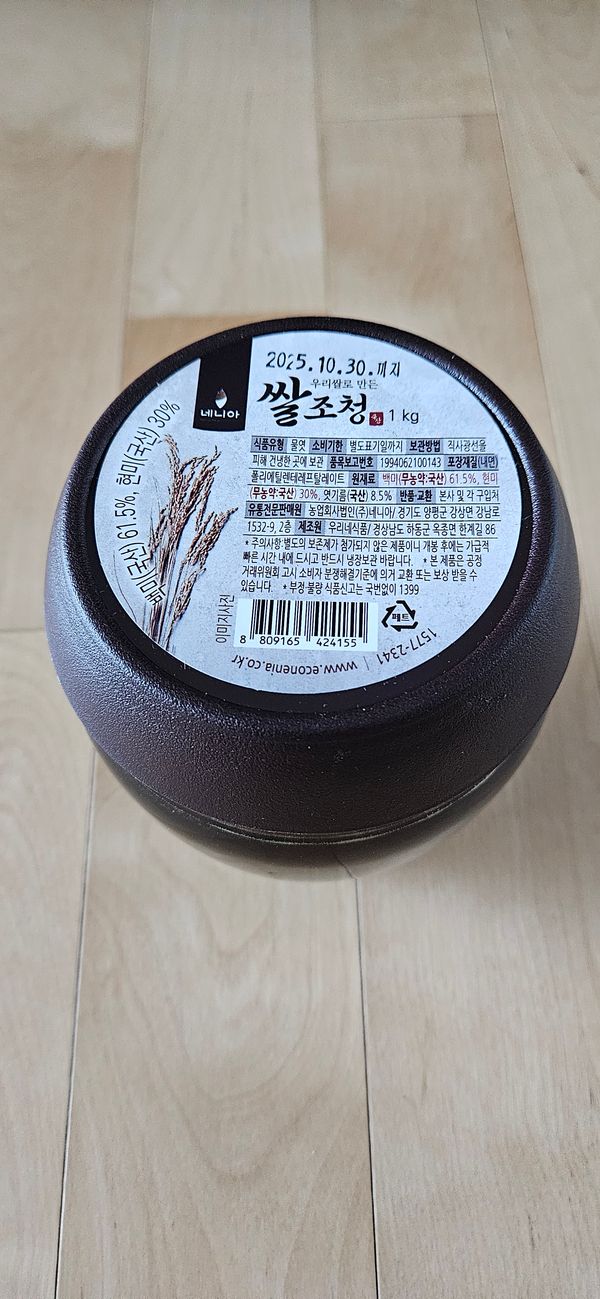 2025.10.30.까지
네니아
우리쌀로 만든
쌀조청 국산 1 kg
백미(국산) 61.5%, 현미(국산) 30%
식품유형 물엿 소비기한 별도표기일까지 보관방법 직사광선을
피해 건냉한 곳에 보관 품목보고번호 1994062100143 포장재질(내면)
폴리에틸렌테레프탈레이트 원재료 백미(무농약:국산) 61.5%, 현미
(무농약:국산) 30%, 엿기름(국산) 8.5% 반품·교환 본사 및 각 구입처
유통전문판매원 농업회사법인(주)네니아/ 경기도 양평군 강상면 강남로
1532-9, 2층 제조원 우리네식품/ 경상남도 하동군 옥종면 한계길 86
* 주의사항:별도의 보존제가 첨가되지 않은 제품이니 개봉 후에는 가급적
빠른 시간 내에 드시고 반드시 냉장보관 바랍니다. * 본 제품은 공정
거래위원회 고시 소비자 분쟁해결기준에 의거 교환 또는 보상 받을 수
있습니다. * 부정·불량 식품신고는 국번없이 1399
이미지사진
8 809165 424155
페트
1577-2341 | www.econenia.co.kr